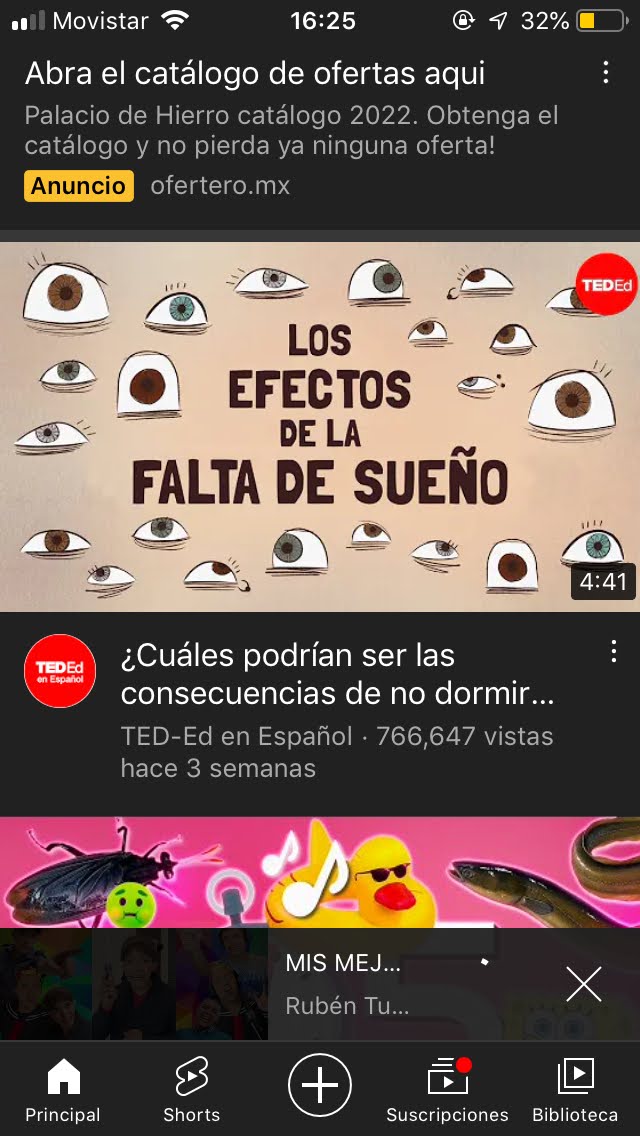 Movistar 16:25 32%
Abra el catálogo de ofertas aqui
Palacio de Hierro catálogo 2022. Obtenga el
catálogo y no pierda ya ninguna oferta!
Anuncio ofertero.mx
TEDEd
LOS
EFECTOS
DE LA
FALTA DE SUEÑO
4:41
TEDEd
en Español
¿Cuáles podrían ser las
consecuencias de no dormir...
TED-Ed en Español · 766,647 vistas
hace 3 semanas
MIS MEJ...
Rubén Tu...
Principal Shorts Suscripciones Biblioteca